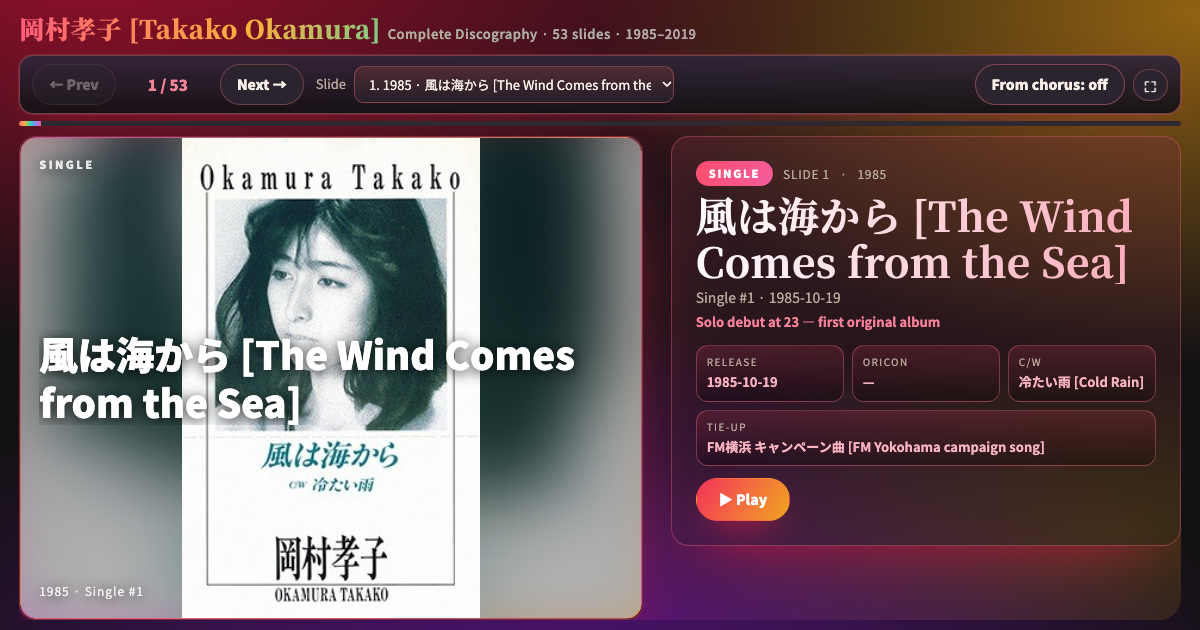 岡村孝子 [Takako Okamura] Complete Discography · 53 slides · 1985–2019
← Prev 1 / 53 Next → Slide 1. 1985 · 風は海から [The Wind Comes from the From chorus: off
SINGLE
Okamura Takako
風は海から [The Wind Comes
from the Sea]
風は海から
C/W 冷たい雨
岡村孝子
OKAMURA TAKAKO
1985 · Single #1
SINGLE SLIDE 1 · 1985
風は海から [The Wind
Comes from the Sea]
Single #1 · 1985-10-19
Solo debut at 23 — first original album
RELEASE
1985-10-19
ORICON
—
C/W
冷たい雨 [Cold Rain]
TIE-UP
FM横浜 キャンペーン曲 [FM Yokohama campaign song]
▶ Play